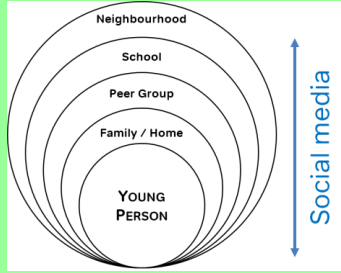 Neighbourhood
School
Peer Group
Family / Home
YOUNG
PERSON
Social media